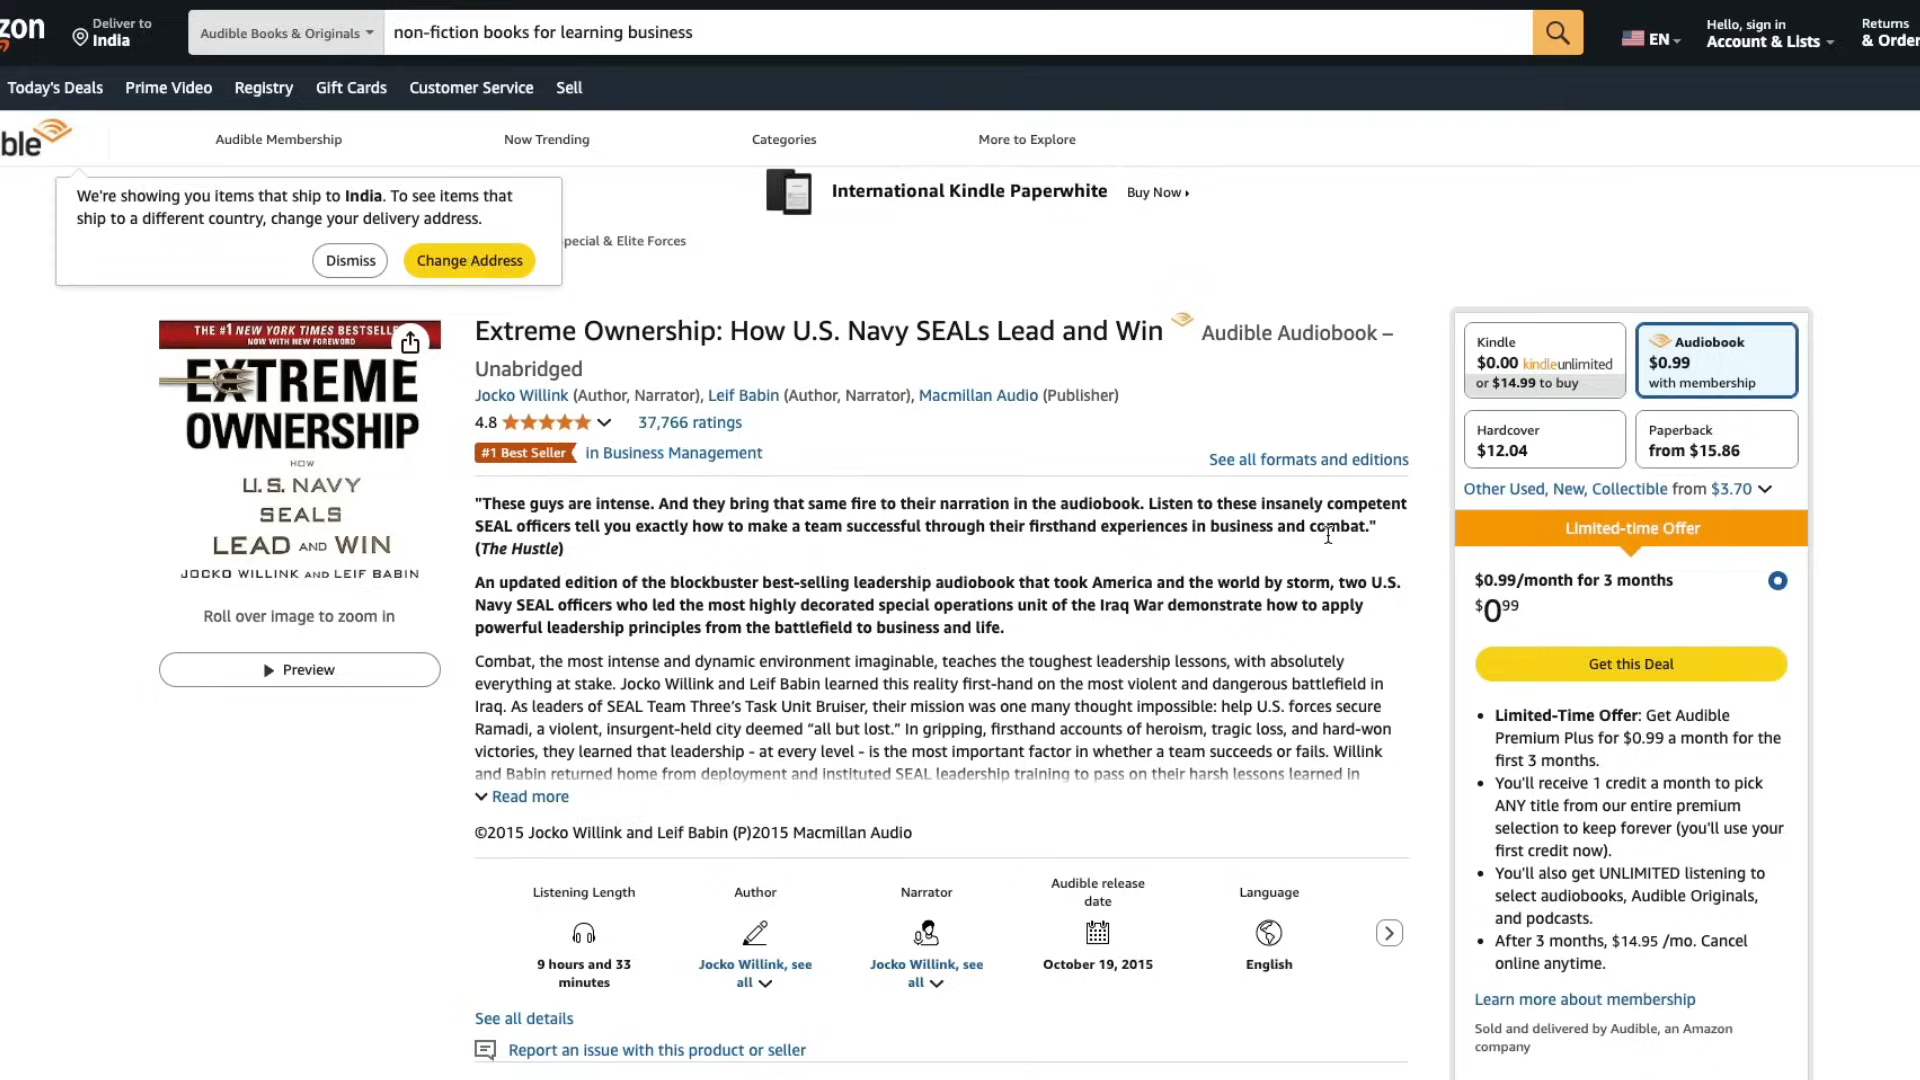 zon
Deliver to
India
Audible Books & Originals
non-fiction books for learning business
EN
Hello, sign in
Account & Lists
Returns
& Order
Today's Deals
Prime Video
Registry
Gift Cards
Customer Service
Sell
ble
Audible Membership
Now Trending
Categories
More to Explore
We're showing you items that ship to India. To see items that
ship to a different country, change your delivery address.
Dismiss
Change Address
International Kindle Paperwhite
Buy Now
pecial & Elite Forces
THE #1 NEW YORK TIMES BESTSELLE
NOW WITH NEW FOREWORD
EXTREME
OWNERSHIP
HOW
U.S. NAVY
SEALS
LEAD AND WIN
JOCKO WILLINK AND LEIF BABIN
Roll over image to zoom in
Preview
Extreme Ownership: How U.S. Navy SEALs Lead and Win Audible Audiobook –
Unabridged
Jocko Willink (Author, Narrator), Leif Babin (Author, Narrator), Macmillan Audio (Publisher)
4.8 37,766 ratings
#1 Best Seller in Business Management
See all formats and editions
"These guys are intense. And they bring that same fire to their narration in the audiobook. Listen to these insanely competent
SEAL officers tell you exactly how to make a team successful through their firsthand experiences in business and combat."
(The Hustle)
An updated edition of the blockbuster best-selling leadership audiobook that took America and the world by storm, two U.S.
Navy SEAL officers who led the most highly decorated special operations unit of the Iraq War demonstrate how to apply
powerful leadership principles from the battlefield to business and life.
Combat, the most intense and dynamic environment imaginable, teaches the toughest leadership lessons, with absolutely
everything at stake. Jocko Willink and Leif Babin learned this reality first-hand on the most violent and dangerous battlefield in
Iraq. As leaders of SEAL Team Three’s Task Unit Bruiser, their mission was one many thought impossible: help U.S. forces secure
Ramadi, a violent, insurgent-held city deemed “all but lost.” In gripping, firsthand accounts of heroism, tragic loss, and hard-won
victories, they learned that leadership - at every level - is the most important factor in whether a team succeeds or fails. Willink
and Babin returned home from deployment and instituted SEAL leadership training to pass on their harsh lessons learned in
Read more
©2015 Jocko Willink and Leif Babin (P)2015 Macmillan Audio
Listening Length
9 hours and 33
minutes
Author
Jocko Willink, see
all
Narrator
Jocko Willink, see
all
Audible release
date
October 19, 2015
Language
English
See all details
Report an issue with this product or seller
Kindle
$0.00 kindleunlimited
or $14.99 to buy
Audiobook
$0.99
with membership
Hardcover
$12.04
Paperback
from $15.86
Other Used, New, Collectible from $3.70
Limited-time Offer
$0.99/month for 3 months
$0.99
Get this Deal
Limited-Time Offer: Get Audible
Premium Plus for $0.99 a month for the
first 3 months.
You'll receive 1 credit a month to pick
ANY title from our entire premium
selection to keep forever (you'll use your
first credit now).
You'll also get UNLIMITED listening to
select audiobooks, Audible Originals,
and podcasts.
After 3 months, $14.95 /mo. Cancel
online anytime.
Learn more about membership
Sold and delivered by Audible, an Amazon
company